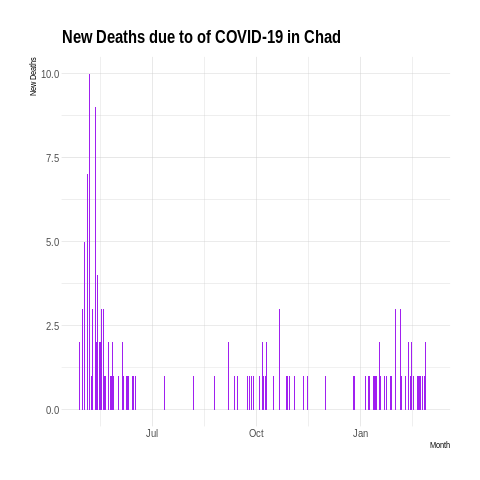 New Deaths due to of COVID-19 in Chad
New Deaths
10.0
7.5
5.0
2.5
0.0
Jul
Oct
Jan
Month